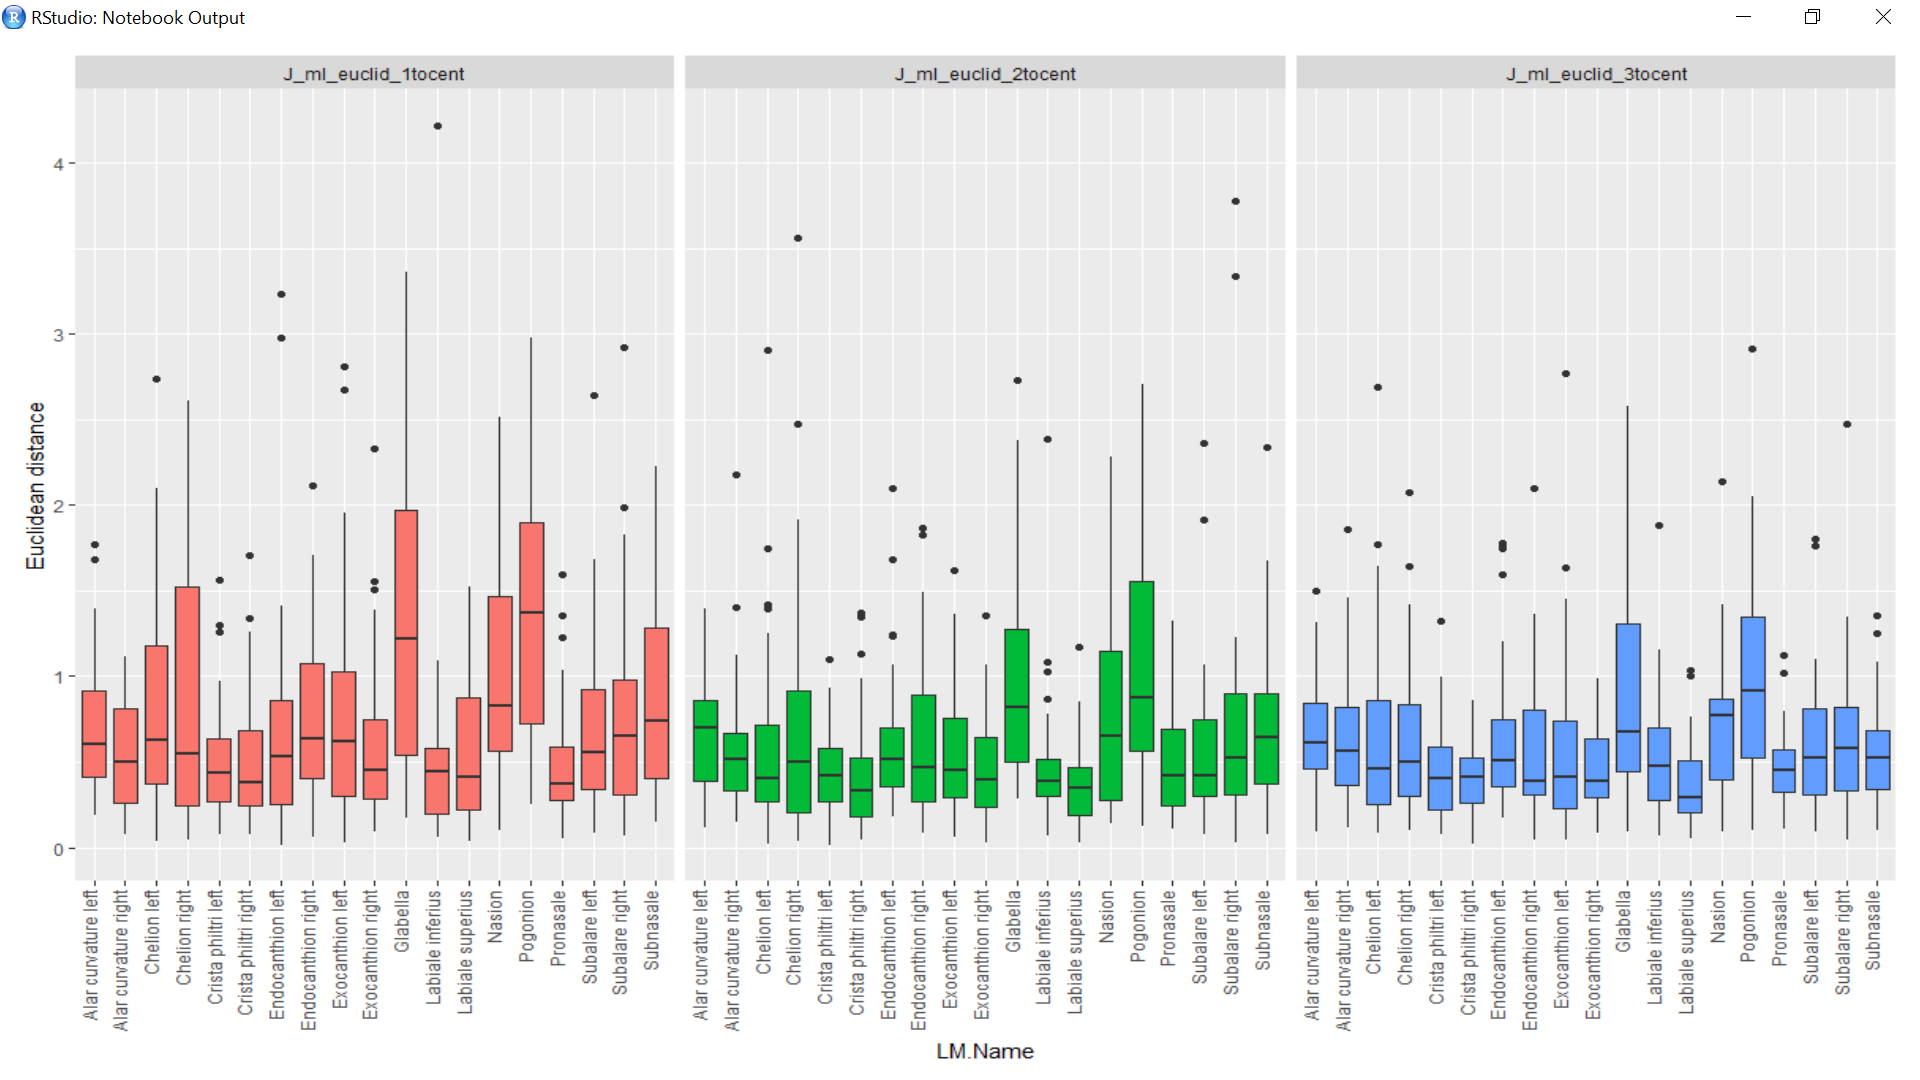 RStudio: Notebook Output
J_ml_euclid_1tocent
J_ml_euclid_2tocent
J_ml_euclid_3tocent
Euclidean distance
4
3
2
1
0
Alar curvature left
Alar curvature right
Chelion left
Chelion right
Crista philtri left
Crista philtri right
Endocanthion left
Endocanthion right
Exocanthion left
Exocanthion right
Glabella
Labiale inferius
Labiale superius
Nasion
Pogonion
Pronasale
Subalare left
Subalare right
Subnasale
Alar curvature left
Alar curvature right
Chelion left
Chelion right
Crista philtri left
Crista philtri right
Endocanthion left
Endocanthion right
Exocanthion left
Exocanthion right
Glabella
Labiale inferius
Labiale superius
Nasion
Pogonion
Pronasale
Subalare left
Subalare right
Subnasale
Alar curvature left
Alar curvature right
Chelion left
Chelion right
Crista philtri left
Crista philtri right
Endocanthion left
Endocanthion right
Exocanthion left
Exocanthion right
Glabella
Labiale inferius
Labiale superius
Nasion
Pogonion
Pronasale
Subalare left
Subalare right
Subnasale
LM.Name